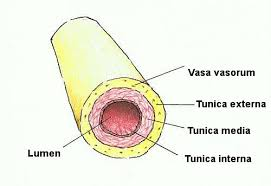 Vasa vasorum
Tunica externa
Tunica media
Tunica interna
Lumen